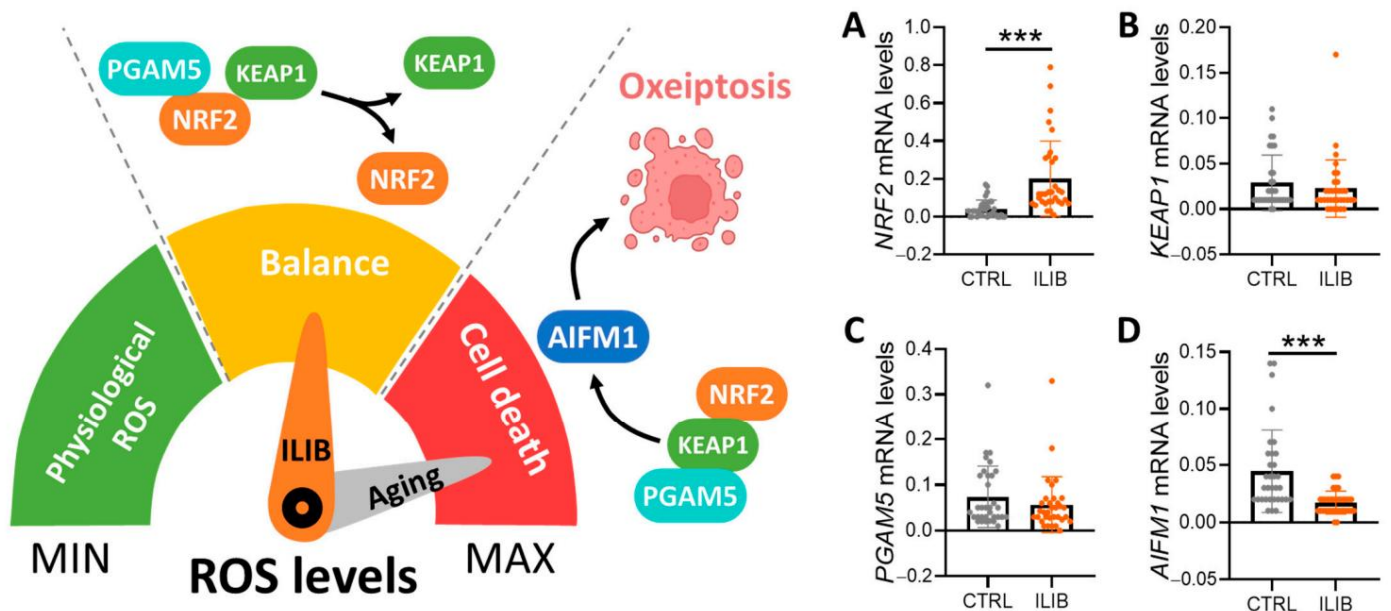 PGAM5
KEAP1
NRF2
KEAP1
NRF2
Oxeiptosis
Balance
Physiological
ROS
Cell death
ILIB
Aging
AIFM1
NRF2
KEAP1
PGAM5
MIN
MAX
ROS levels
A
***
NRF2 mRNA levels
1.0
0.8
0.6
0.4
0.2
0.0
−0.2
CTRL ILIB
B
KEAP1 mRNA levels
0.20
0.15
0.10
0.05
0.00
−0.05
CTRL ILIB
C
PGAM5 mRNA levels
0.4
0.3
0.2
0.1
0.0
−0.2
CTRL ILIB
D
***
AIFM1 mRNA levels
0.15
0.10
0.05
0.00
−0.05
CTRL ILIB